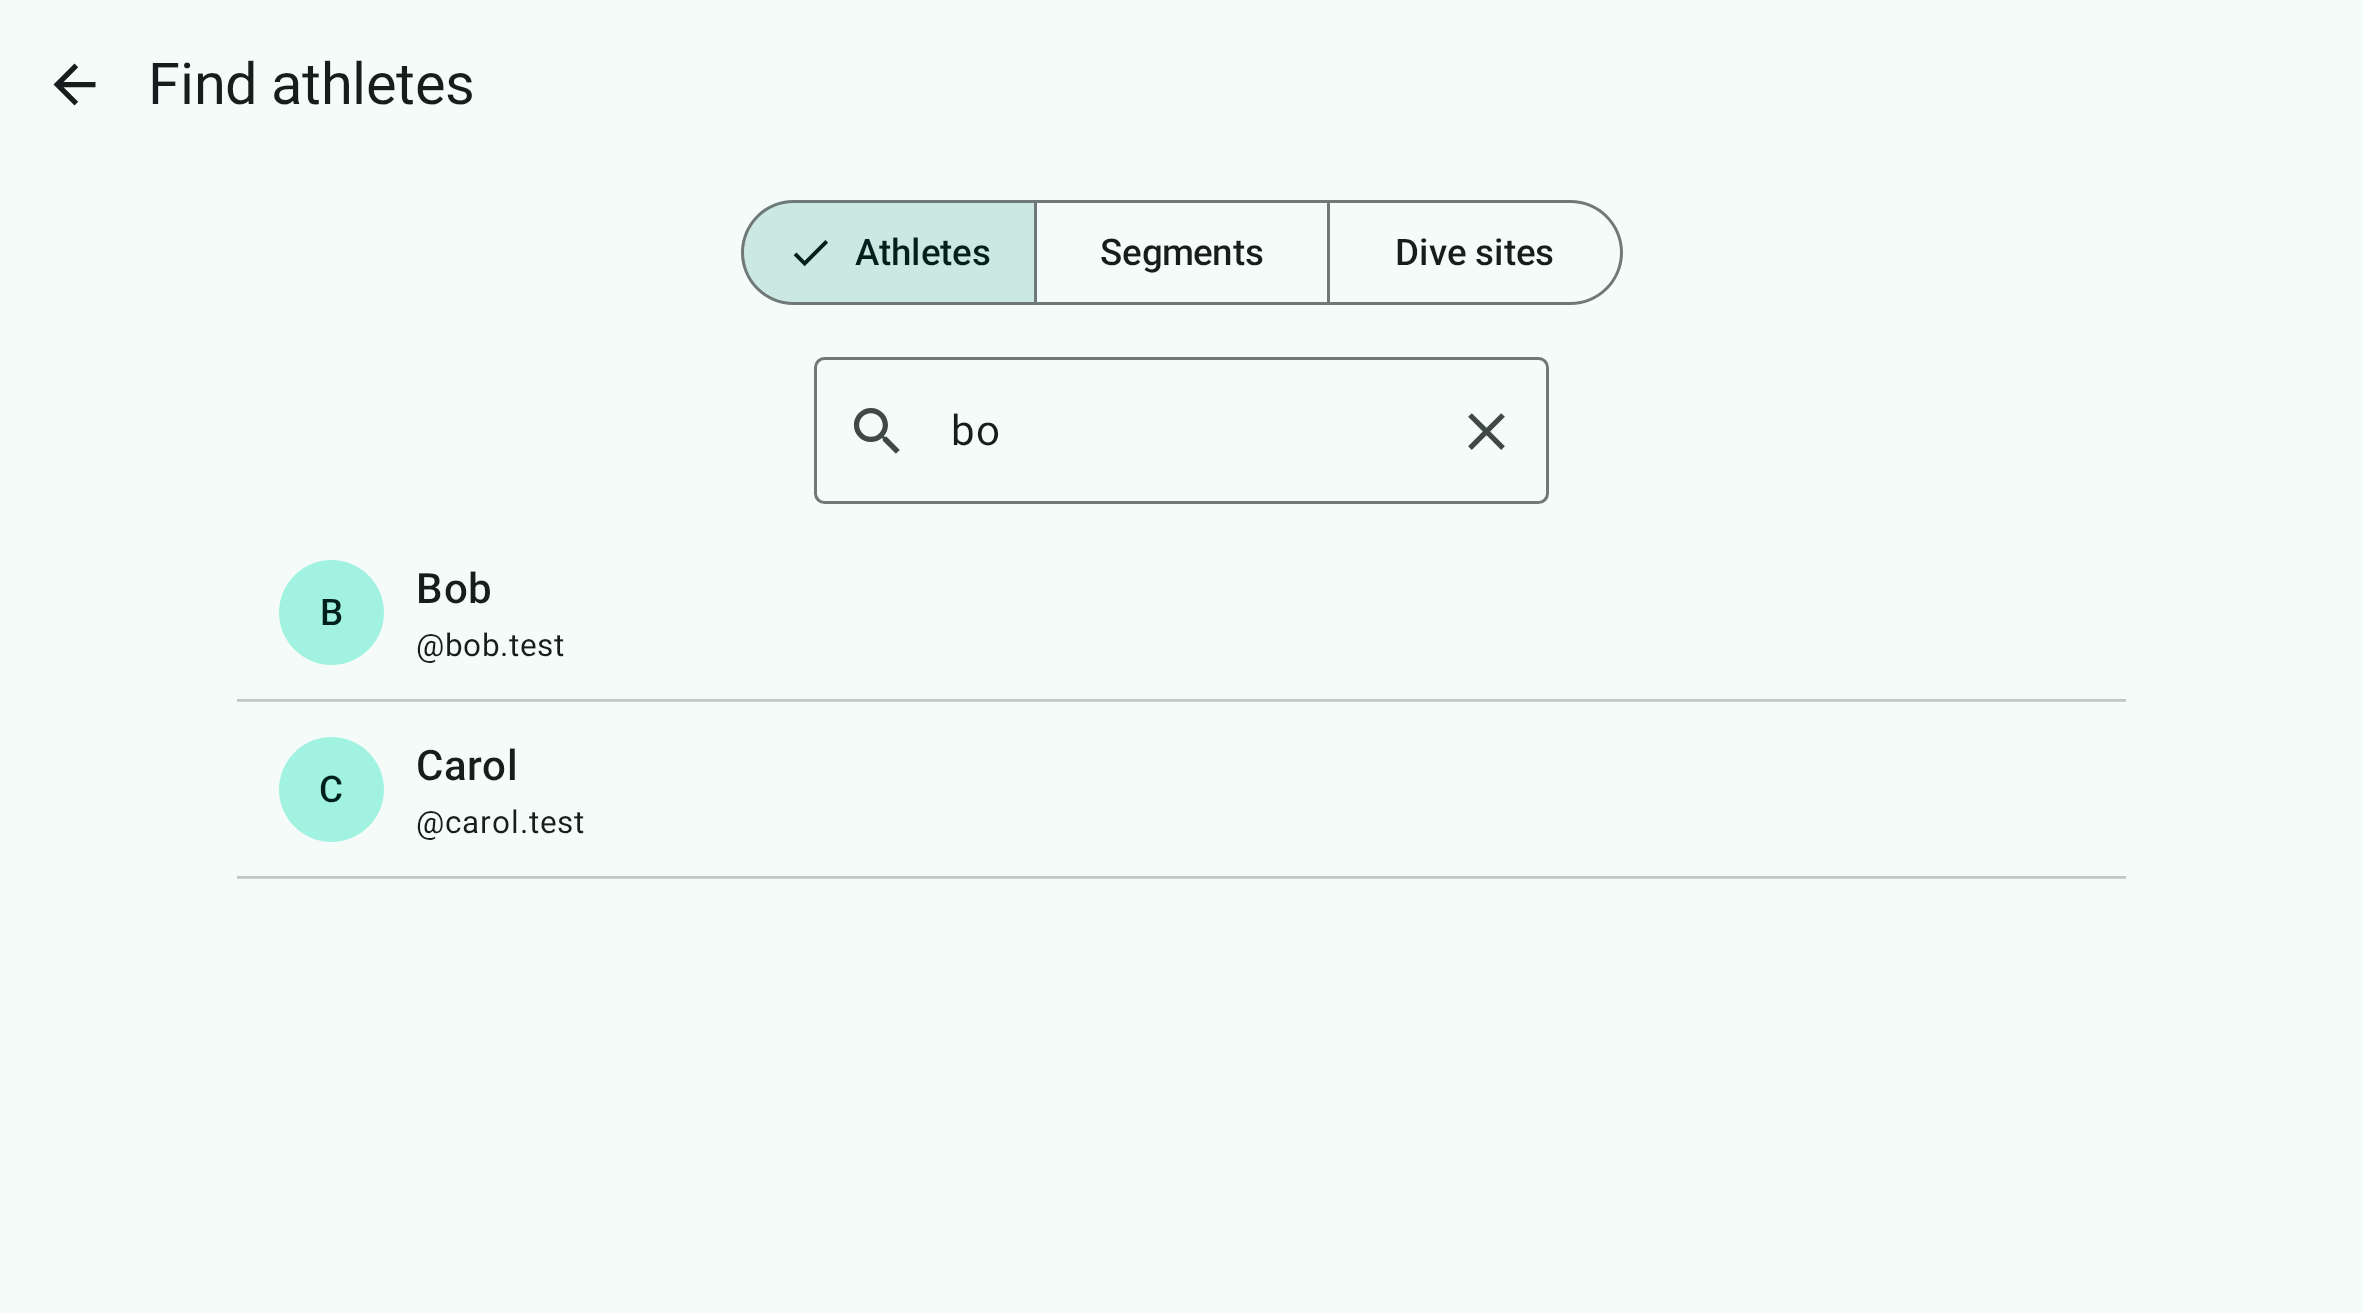 Find athletes
Athletes
Segments
Dive sites
bo
B
Bob
@bob.test
C
Carol
@carol.test